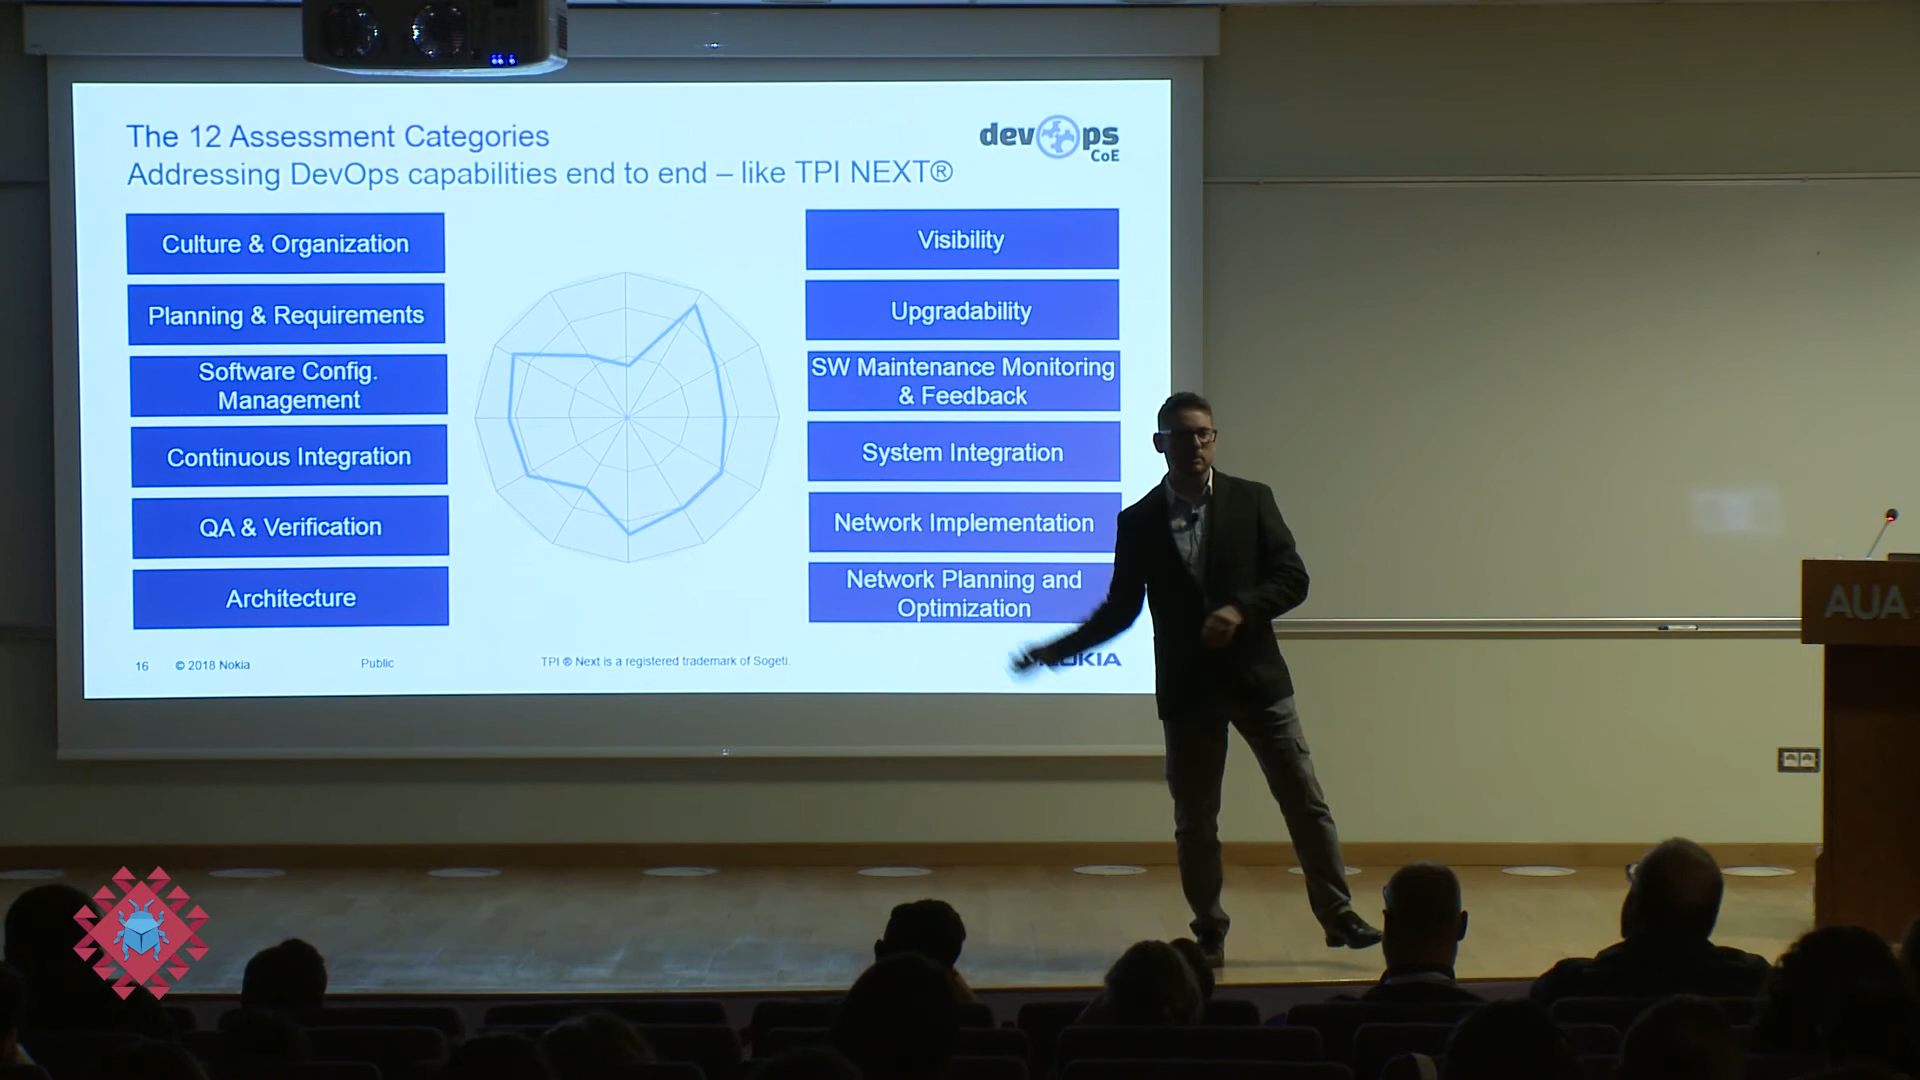 The 12 Assessment Categories
Addressing DevOps capabilities end to end – like TPI NEXT®
devOps
CoE
Culture & Organization
Planning & Requirements
Software Config.
Management
Continuous Integration
QA & Verification
Architecture
Visibility
Upgradability
SW Maintenance Monitoring
& Feedback
System Integration
Network Implementation
Network Planning and
Optimization
16 © 2018 Nokia
Public
TPI ® Next is a registered trademark of Sogeti.
NOKIA
AUA